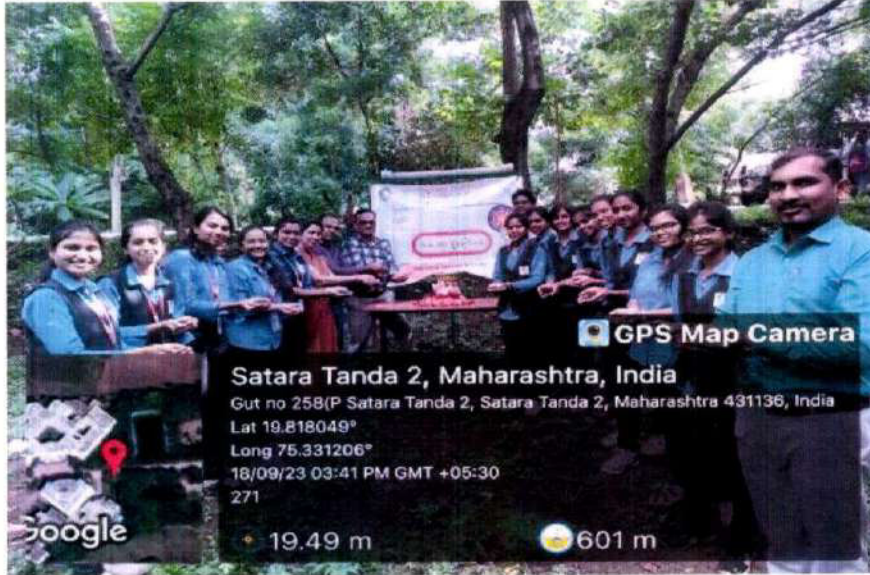 GPS Map Camera
Satara Tanda 2, Maharashtra, India
Gut no 258(P Satara Tanda 2, Satara Tanda 2, Maharashtra 431136, India
Lat 19.818049°
Long 75.331206°
18/09/23 03:41 PM GMT +05:30
271
Google
19.49 m
601 m